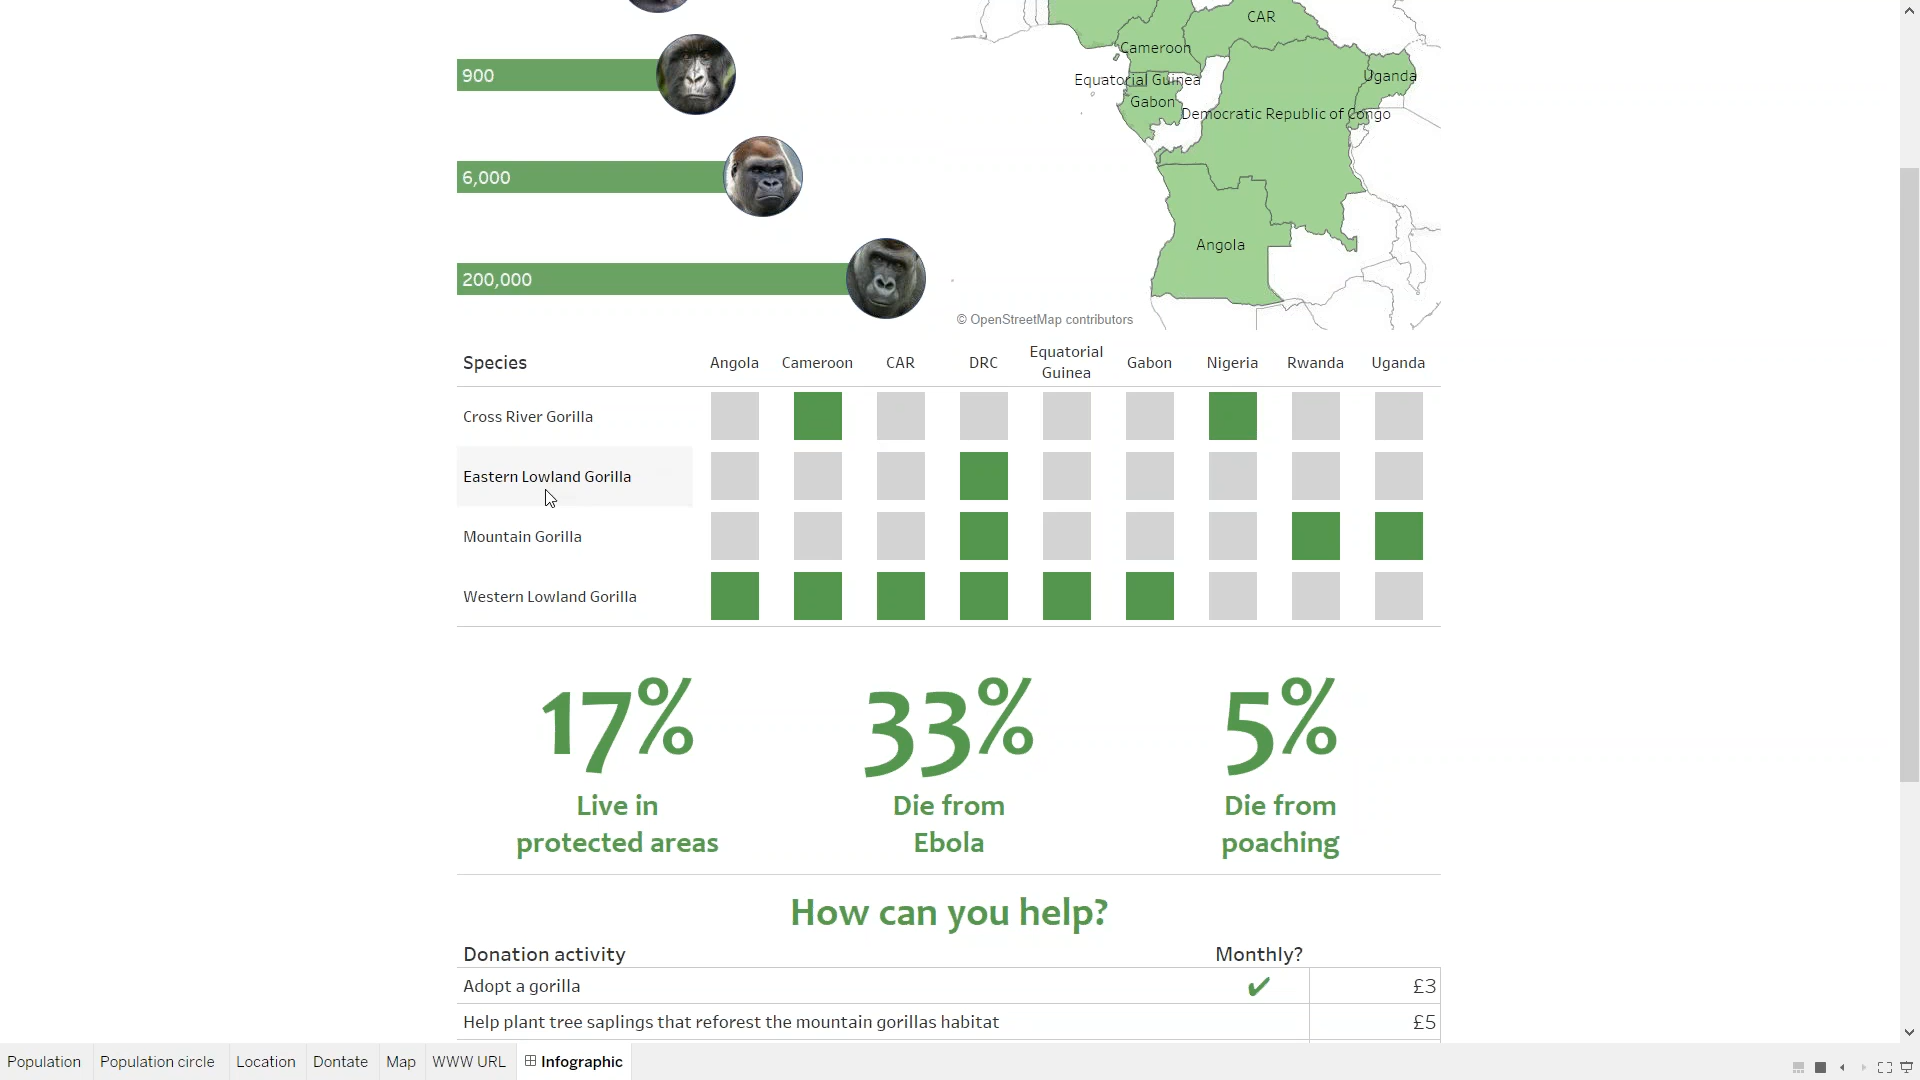 CAR
Cameroon
900
Equatorial Guinea
Uganda
Gabon
Democratic Republic of Congo
6,000
Angola
200,000
© OpenStreetMap contributors
Species Angola Cameroon CAR DRC Equatorial Guinea Gabon Nigeria Rwanda Uganda
Cross River Gorilla
Eastern Lowland Gorilla
Mountain Gorilla
Western Lowland Gorilla
17% 33% 5%
Live in Die from Die from
protected areas Ebola poaching
How can you help?
Donation activity Monthly?
Adopt a gorilla ✔ £3
Help plant tree saplings that reforest the mountain gorillas habitat £5
Population Population circle Location Dontate Map WWW URL Infographic